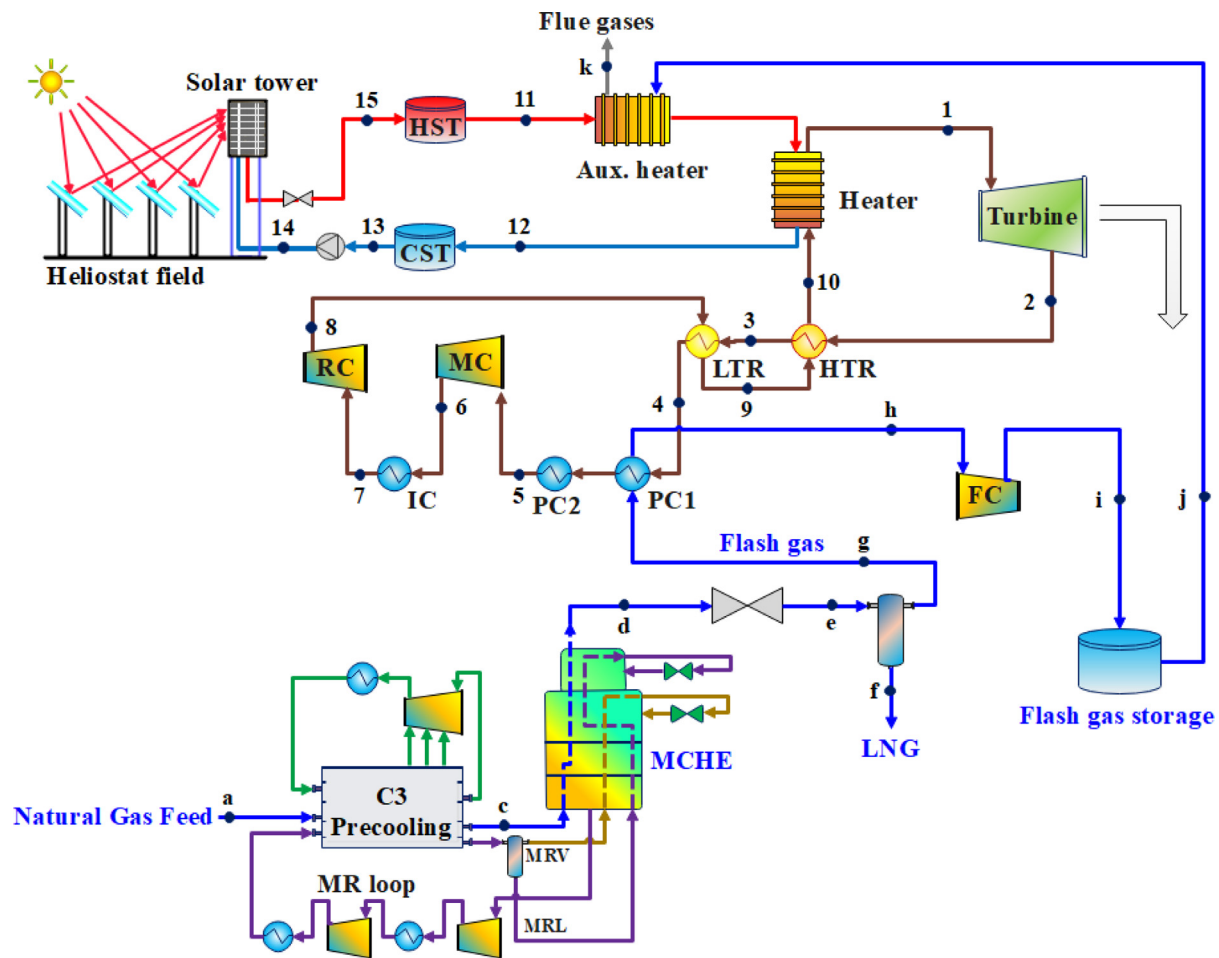 Flue gases
k
Solar tower
15
HST
11
Aux. heater
1
Heater
Turbine
14
13
CST
12
Heliostat field
10
2
8
RC
MC
LTR
3
HTR
6
4
9
h
7
IC
5
PC2
PC1
FC
i
j
Flash gas
g
d
e
f
LNG
Flash gas storage
MCHE
Natural Gas Feed
a
C3
Precooling
c
MRV
MR loop
MRL